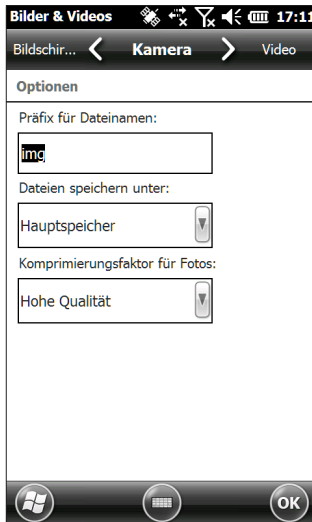 Bilder & Videos 17:11
Bildschir... Kamera Video
Optionen
Präfix für Dateinamen:
img
Dateien speichern unter:
Hauptspeicher
Komprimierungsfaktor für Fotos:
Hohe Qualität
OK